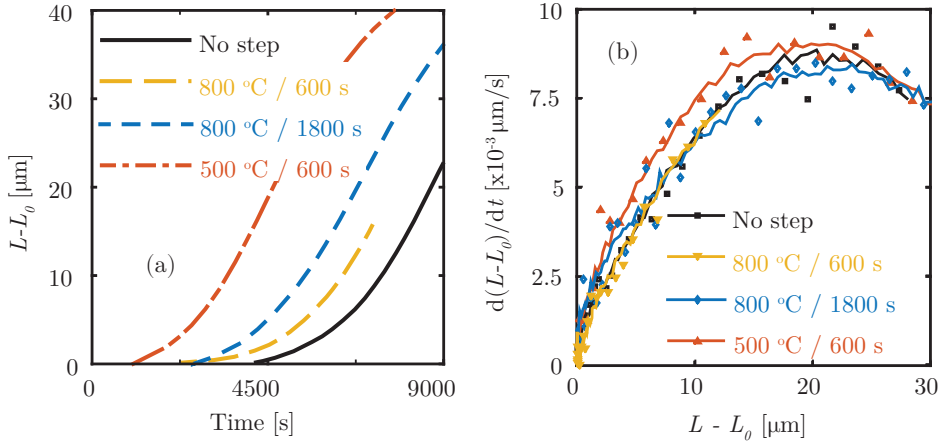 40
30
20
10
0
L-L0 [μm]
No step
800 °C / 600 s
800 °C / 1800 s
500 °C / 600 s
(a)
0
4500
9000
Time [s]
10
7.5
5
2.5
0
d(L-L0)/dt [x10-3 μm/s]
(b)
No step
800 °C / 600 s
800 °C / 1800 s
500 °C / 600 s
0
10
20
30
L - L0 [μm]